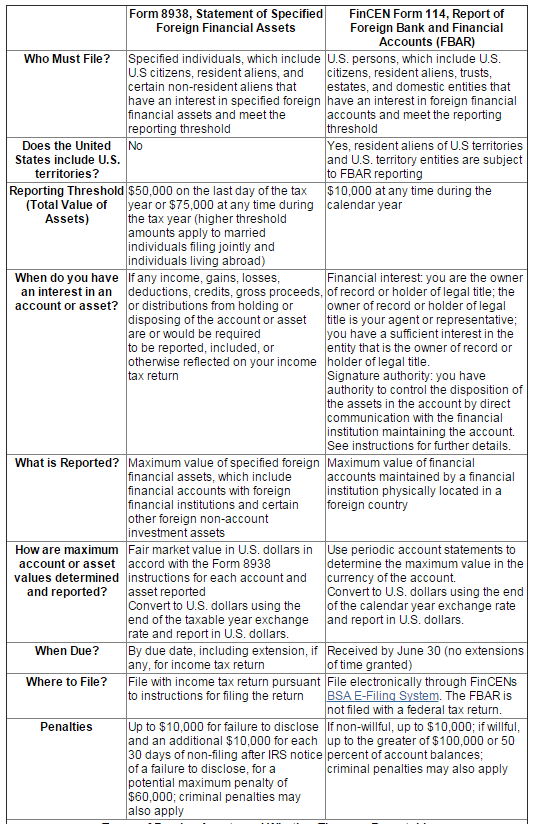 Form 8938, Statement of Specified
Foreign Financial Assets
FinCEN Form 114, Report of
Foreign Bank and Financial
Accounts (FBAR)
Who Must File?
Specified individuals, which include
U.S citizens, resident aliens, and
certain non-resident aliens that
have an interest in specified foreign
financial assets and meet the
reporting threshold
U.S. persons, which include U.S.
citizens, resident aliens, trusts,
estates, and domestic entities that
have an interest in foreign financial
accounts and meet the reporting
threshold
Does the United
States include U.S.
territories?
No
Yes, resident aliens of U.S territories
and U.S. territory entities are subject
to FBAR reporting
Reporting Threshold
(Total Value of
Assets)
$50,000 on the last day of the tax
year or $75,000 at any time during
the tax year (higher threshold
amounts apply to married
individuals filing jointly and
individuals living abroad)
$10,000 at any time during the
calendar year
When do you have
an interest in an
account or asset?
If any income, gains, losses,
deductions, credits, gross proceeds,
or distributions from holding or
disposing of the account or asset
are or would be required
to be reported, included, or
otherwise reflected on your income
tax return
Financial interest: you are the owner
of record or holder of legal title; the
owner of record or holder of legal
title is your agent or representative;
you have a sufficient interest in the
entity that is the owner of record or
holder of legal title.
Signature authority: you have
authority to control the disposition of
the assets in the account by direct
communication with the financial
institution maintaining the account.
See instructions for further details.
What is Reported?
Maximum value of specified foreign
financial assets, which include
financial accounts with foreign
financial institutions and certain
other foreign non-account
investment assets
Maximum value of financial
accounts maintained by a financial
institution physically located in a
foreign country
How are maximum
account or asset
values determined
and reported?
Fair market value in U.S. dollars in
accord with the Form 8938
instructions for each account and
asset reported
Convert to U.S. dollars using the
end of the taxable year exchange
rate and report in U.S. dollars.
Use periodic account statements to
determine the maximum value in the
currency of the account.
Convert to U.S. dollars using the end
of the calendar year exchange rate
and report in U.S. dollars.
When Due?
By due date, including extension, if
any, for income tax return
Received by June 30 (no extensions
of time granted)
Where to File?
File with income tax return pursuant
to instructions for filing the return
File electronically through FinCENs
BSA E-Filing System. The FBAR is
not filed with a federal tax return.
Penalties
Up to $10,000 for failure to disclose
and an additional $10,000 for each
30 days of non-filing after IRS notice
of a failure to disclose, for a
potential maximum penalty of
$60,000; criminal penalties may
also apply
If non-willful, up to $10,000; if willful,
up to the greater of $100,000 or 50
percent of account balances;
criminal penalties may also apply